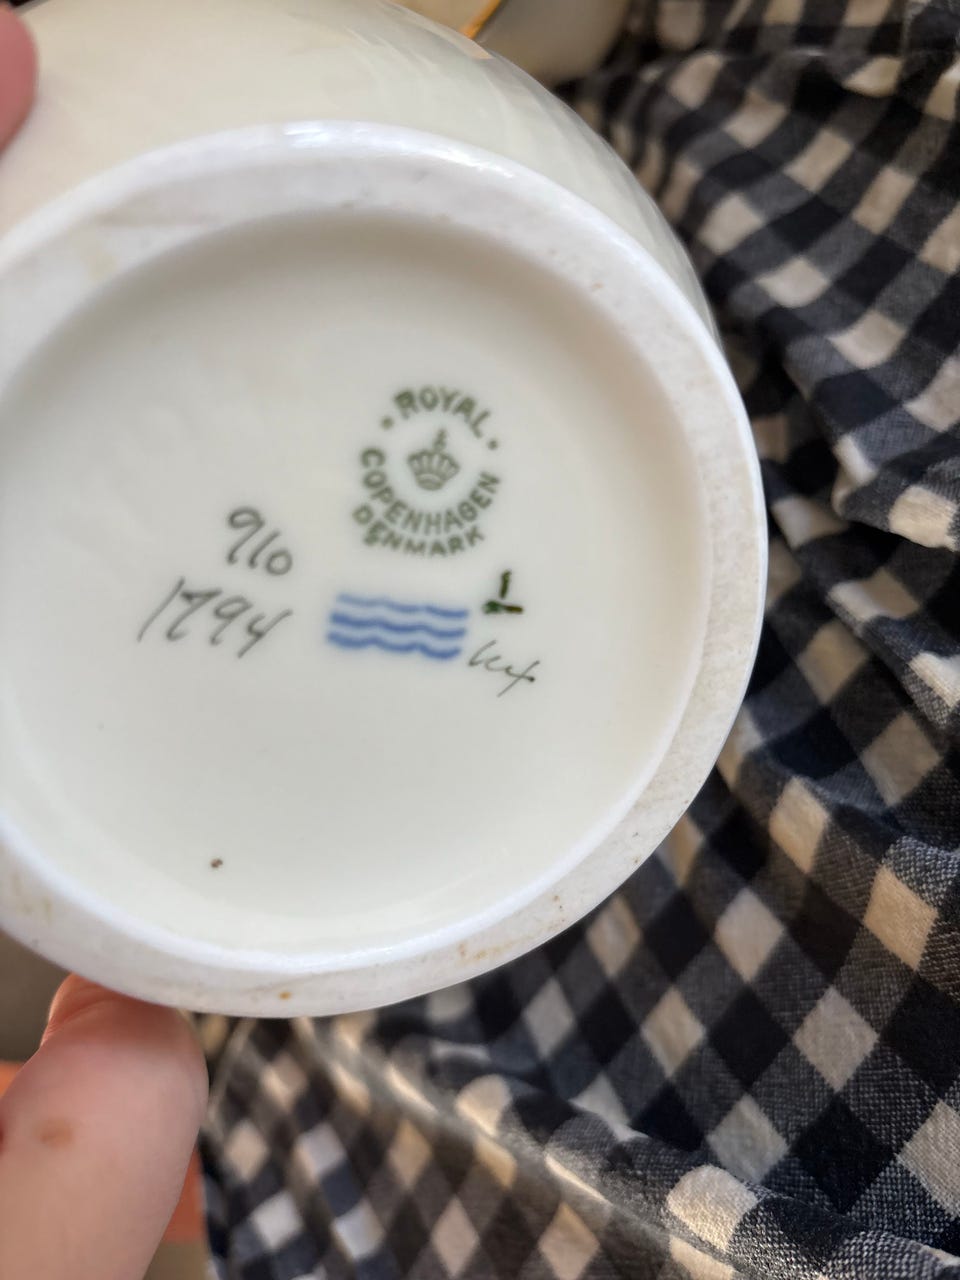 ROYAL
COPENHAGEN
DENMARK
910
1794